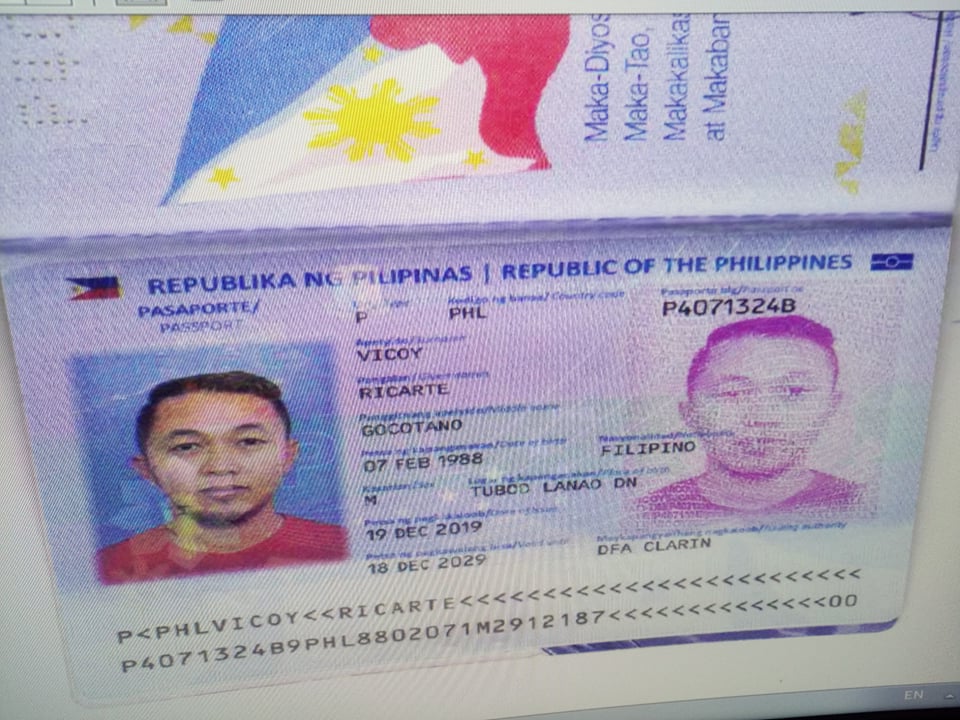 Maka-Diyos
Maka-Tao,
Makakalikas
at Makaban
REPUBLIKA NG PILIPINAS | REPUBLIC OF THE PHILIPPINES
PASAPORTE/
PASSPORT
Kodigo ng bansa/Country code
Pasaporte blg/Passport no
P
PHL
P4071324B
Apelyido/Surname
VICOY
Pangalan/Given names
RICARTE
Panggitnang apelyido/Middle name
GOCOTANO
Petsa ng kapanganakan/Date of birth
07 FEB 1988
FILIPINO
Kasarian/Sex
Lugar ng kapanganakan/Place of birth
M
TUBOD LANAO DN
Petsa ng pagkakaloob/Date of issue
19 DEC 2019
Maykapangyarihang nagkaloob/Issuing authority
DFA CLARIN
Petsa ng pagkawalang bisa/Valid until
18 DEC 2029
P<PHLVICOY<<RICARTE<<<<<<<<<<<<<<<<<<<<<<<<<
P4071324B9PHL8802071M2912187<<<<<<<<<<<<<<00
EN